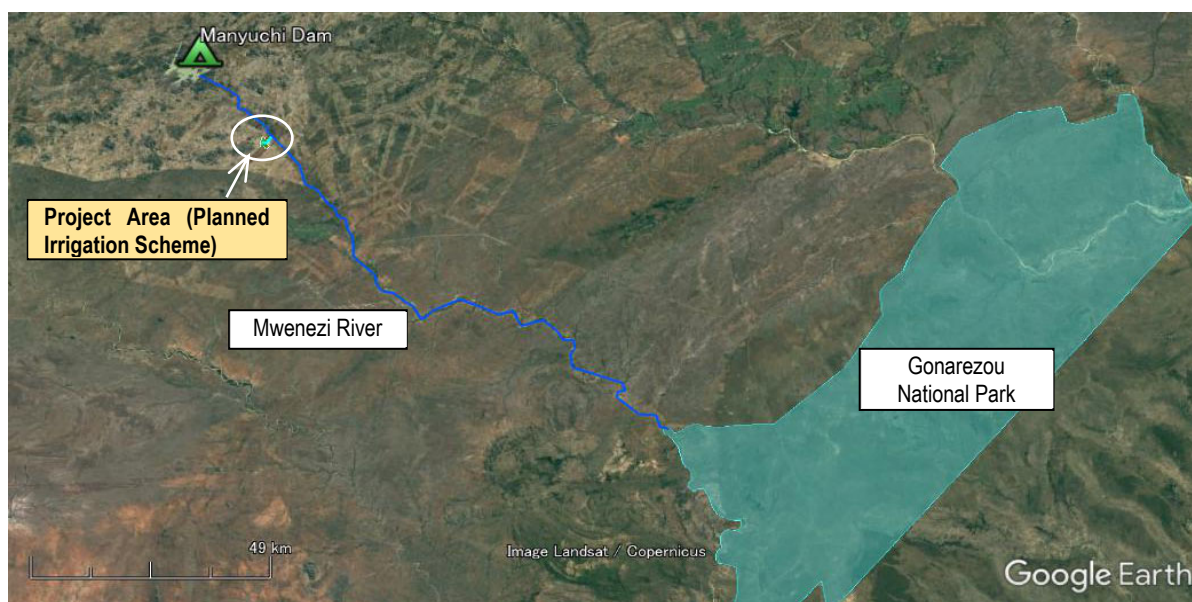 Manyuchi Dam
Project Area (Planned
Irrigation Scheme)
Mwenezi River
Gonarezou
National Park
49 km
Image Landsat / Copernicus
Google Earth